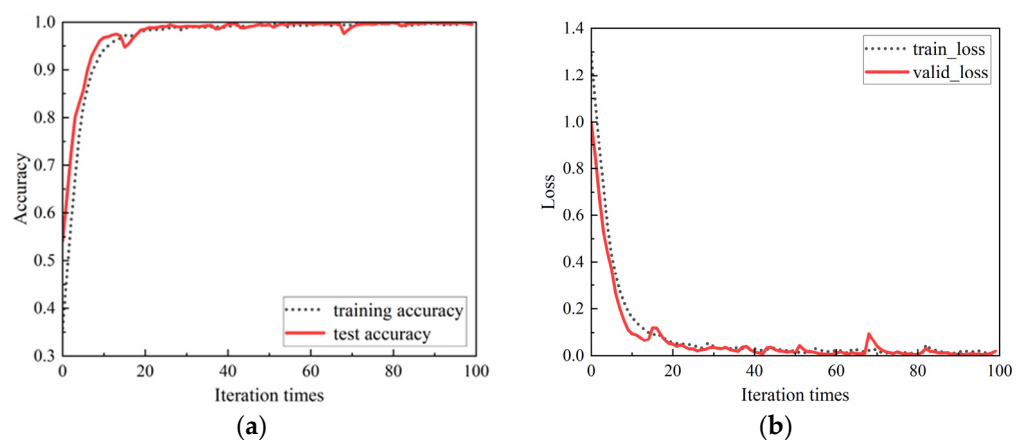 1.0
0.9
0.8
0.7
0.6
0.5
0.4
0.3
Accuracy
training accuracy
test accuracy
0 20 40 60 80 100
Iteration times
(a)
1.4
1.2
1.0
0.8
0.6
0.4
0.2
0.0
Loss
train_loss
valid_loss
0 20 40 60 80 100
Iteration times
(b)